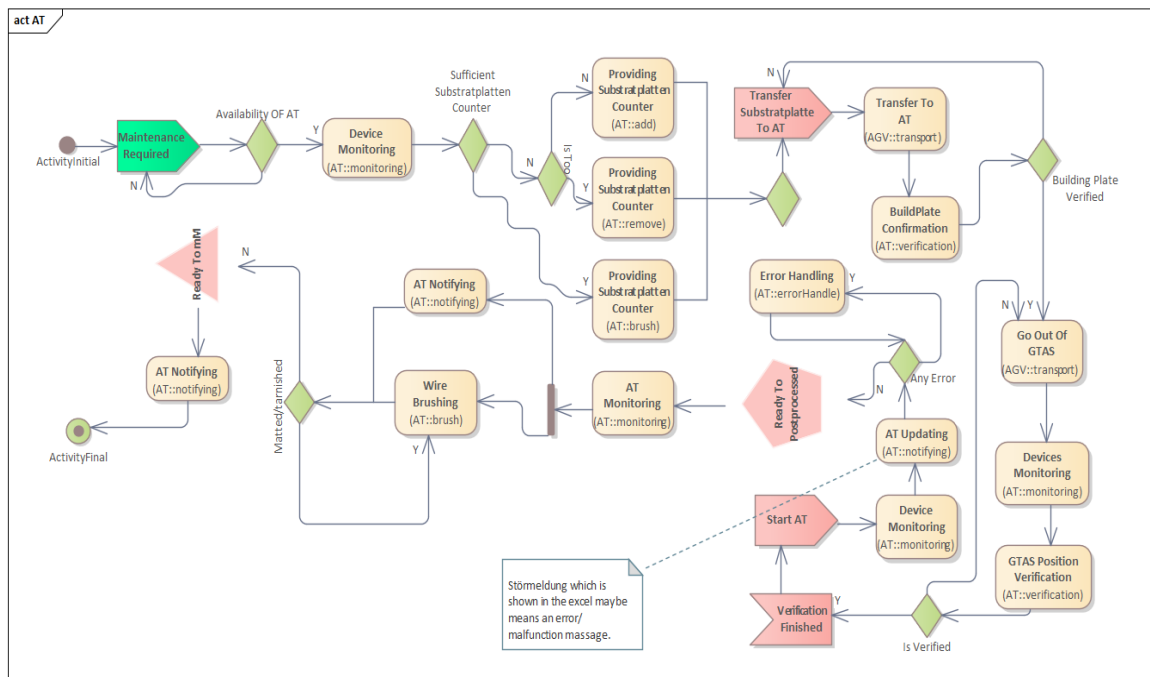 act AT
ActivityInitial
Maintenance
Required
Availability OF AT
N
Y
Device
Monitoring
(AT::monitoring)
Sufficient
Substratplatten
Counter
N
Y
Is Too
N
Y
Providing
Substratplatten
Counter
(AT::add)
Providing
Substratplatten
Counter
(AT::remove)
Providing
Substratplatten
Counter
(AT::brush)
Transfer
Substratplatte
To AT
N
Transfer To
AT
(AGV::transport)
BuildPlate
Confirmation
(AT::verification)
Building Plate
Verified
Y
N
Go Out Of
GTAS
(AGV::transport)
Devices
Monitoring
(AT::monitoring)
GTAS Position
Verification
(AT::verification)
Is Verified
Y
Verification
Finished
Start AT
Device
Monitoring
(AT::monitoring)
AT Updating
(AT::notifying)
Any Error
Y
N
Error Handling
(AT::errorHandle)
Ready To
Postprocessed
AT
Monitoring
(AT::monitoring)
AT Notifying
(AT::notifying)
Wire
Brushing
(AT::brush)
Y
Matted/tarnished
N
Ready To mM
AT Notifying
(AT::notifying)
ActivityFinal
Störmeldung which is
shown in the excel maybe
means an error/
malfunction massage.